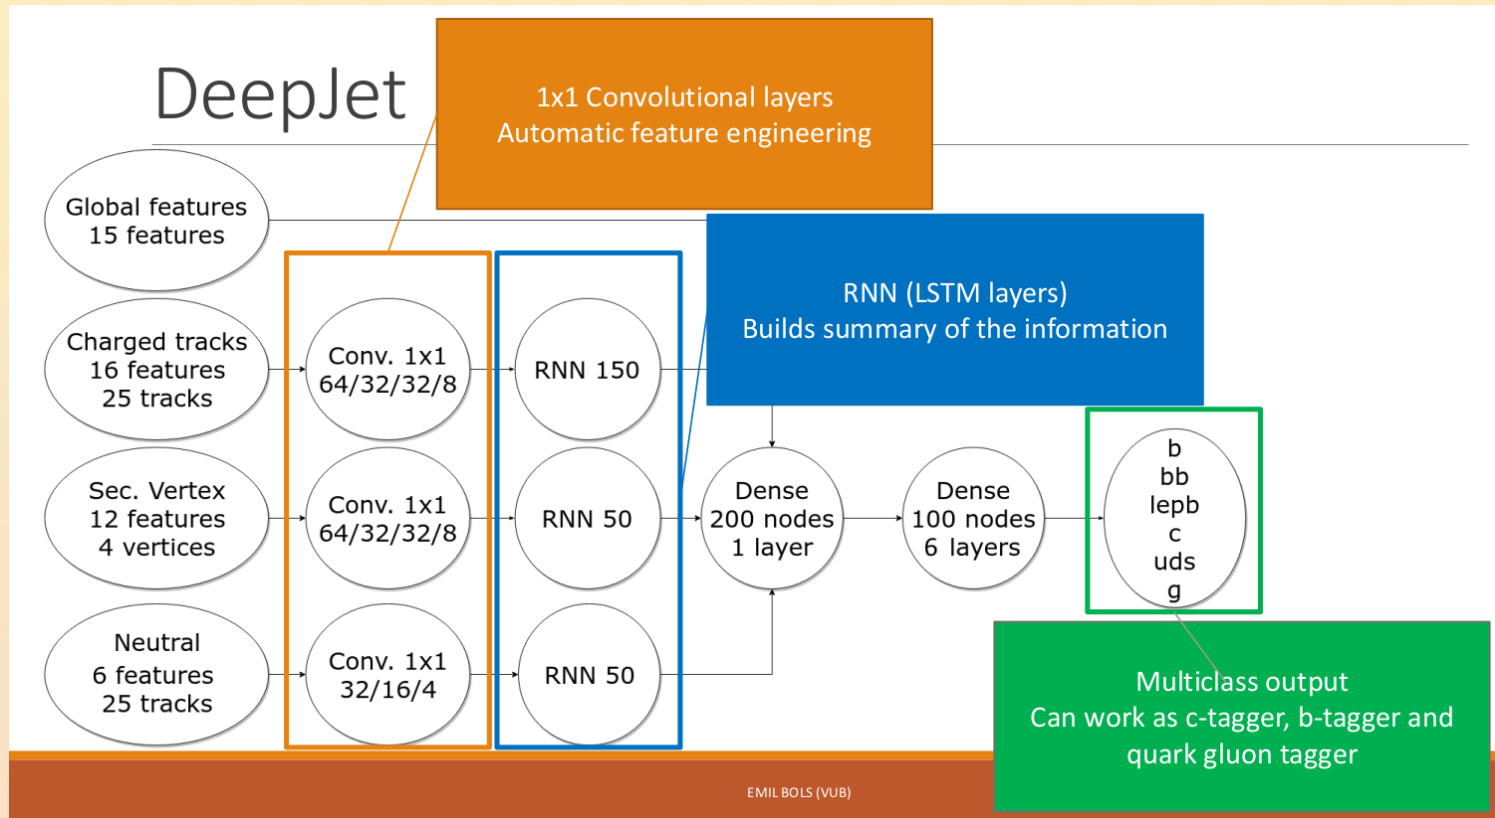 DeepJet
1x1 Convolutional layers
Automatic feature engineering
Global features
15 features
RNN (LSTM layers)
Builds summary of the information
Charged tracks
16 features
25 tracks
Conv. 1x1
64/32/32/8
RNN 150
Sec. Vertex
12 features
4 vertices
Conv. 1x1
64/32/32/8
RNN 50
Dense
200 nodes
1 layer
Dense
100 nodes
6 layers
b
bb
lepb
c
uds
g
Neutral
6 features
25 tracks
Conv. 1x1
32/16/4
RNN 50
Multiclass output
Can work as c-tagger, b-tagger and
quark gluon tagger
EMIL BOLS (VUB)